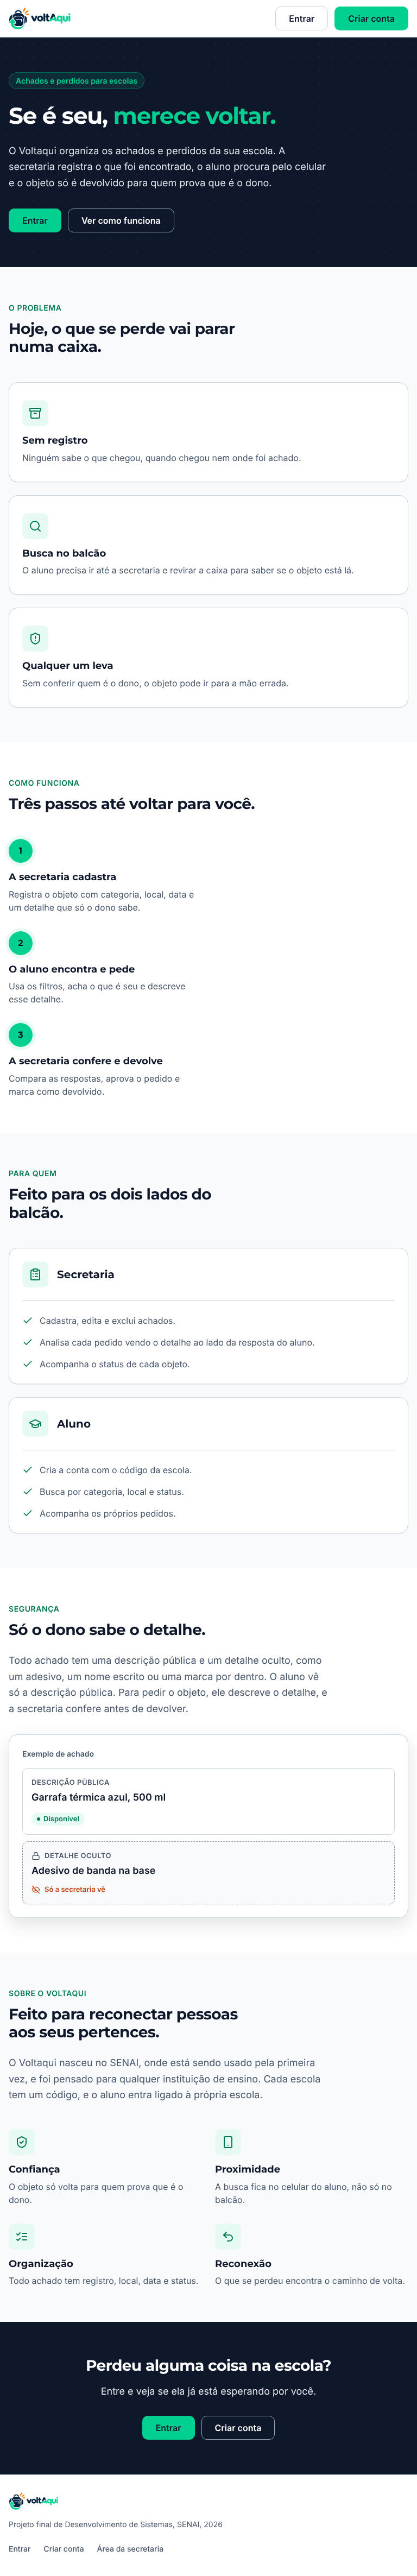 voltAqui
Entrar
Criar conta
Achados e perdidos para escolas
Se é seu, merece voltar.
O Voltaqui organiza os achados e perdidos da sua escola. A
secretaria registra o que foi encontrado, o aluno procura pelo celular
e o objeto só é devolvido para quem prova que é o dono.
Entrar
Ver como funciona
O PROBLEMA
Hoje, o que se perde vai parar
numa caixa.
Sem registro
Ninguém sabe o que chegou, quando chegou nem onde foi achado.
Busca no balcão
O aluno precisa ir até a secretaria e revirar a caixa para saber se o objeto está lá.
Qualquer um leva
Sem conferir quem é o dono, o objeto pode ir para a mão errada.
COMO FUNCIONA
Três passos até voltar para você.
1
A secretaria cadastra
Registra o objeto com categoria, local, data e
um detalhe que só o dono sabe.
2
O aluno encontra e pede
Usa os filtros, acha o que é seu e descreve
esse detalhe.
3
A secretaria confere e devolve
Compara as respostas, aprova o pedido e
marca como devolvido.
PARA QUEM
Feito para os dois lados do
balcão.
Secretaria
Cadastra, edita e exclui achados.
Analisa cada pedido vendo o detalhe ao lado da resposta do aluno.
Acompanha o status de cada objeto.
Aluno
Cria a conta com o código da escola.
Busca por categoria, local e status.
Acompanha os próprios pedidos.
SEGURANÇA
Só o dono sabe o detalhe.
Todo achado tem uma descrição pública e um detalhe oculto, como
um adesivo, um nome escrito ou uma marca por dentro. O aluno vê
só a descrição pública. Para pedir o objeto, ele descreve o detalhe, e
a secretaria confere antes de devolver.
Exemplo de achado
DESCRIÇÃO PÚBLICA
Garrafa térmica azul, 500 ml
Disponível
DETALHE OCULTO
Adesivo de banda na base
Só a secretaria vê
SOBRE O VOLTAQUI
Feito para reconectar pessoas
aos seus pertences.
O Voltaqui nasceu no SENAI, onde está sendo usado pela primeira
vez, e foi pensado para qualquer instituição de ensino. Cada escola
tem um código, e o aluno entra ligado à própria escola.
Confiança
O objeto só volta para quem prova que é o
dono.
Proximidade
A busca fica no celular do aluno, não só no
balcão.
Organização
Todo achado tem registro, local, data e status.
Reconexão
O que se perdeu encontra o caminho de volta.
Perdeu alguma coisa na escola?
Entre e veja se ela já está esperando por você.
Entrar
Criar conta
voltAqui
Projeto final de Desenvolvimento de Sistemas, SENAI, 2026
Entrar
Criar conta
Área da secretaria